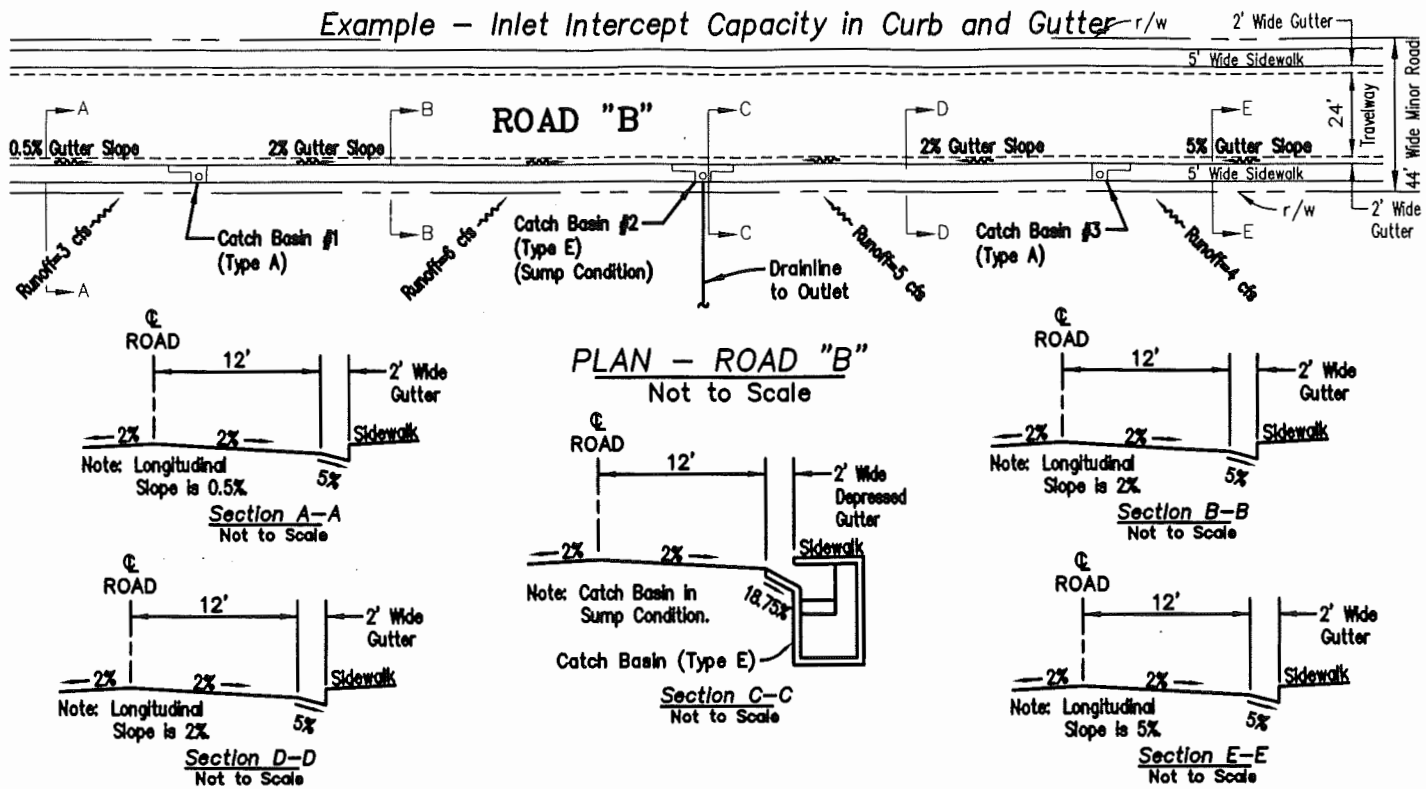 Example – Inlet Intercept Capacity in Curb and Gutter
r/w
2' Wide Gutter
5' Wide Sidewalk
A
B
C
D
E
ROAD "B"
24'
Travelway
44' Wide Minor Road
0.5% Gutter Slope
2% Gutter Slope
2% Gutter Slope
5% Gutter Slope
5' Wide Sidewalk
r/w
2' Wide
Gutter
Runoff=3 cfs
A
A
Catch Basin #1
(Type A)
Runoff=6 cfs
B
B
Catch Basin #2
(Type E)
(Sump Condition)
C
C
Drainline
to Outlet
Runoff=5 cfs
D
D
Catch Basin #3
(Type A)
E
E
Runoff=4 cfs
PLAN – ROAD "B"
Not to Scale
℄
ROAD
12'
2' Wide
Gutter
2%
2%
Sidewalk
5%
Note: Longitudinal
Slope is 0.5%.
Section A–A
Not to Scale
℄
ROAD
12'
2' Wide
Depressed
Gutter
2%
2%
Sidewalk
18.75%
Note: Catch Basin in
Sump Condition.
Catch Basin (Type E)
Section C–C
Not to Scale
℄
ROAD
12'
2' Wide
Gutter
2%
2%
Sidewalk
5%
Note: Longitudinal
Slope is 2%.
Section B–B
Not to Scale
℄
ROAD
12'
2' Wide
Gutter
2%
2%
Sidewalk
5%
Note: Longitudinal
Slope is 2%.
Section D–D
Not to Scale
℄
ROAD
12'
2' Wide
Gutter
2%
2%
Sidewalk
5%
Note: Longitudinal
Slope is 5%.
Section E–E
Not to Scale